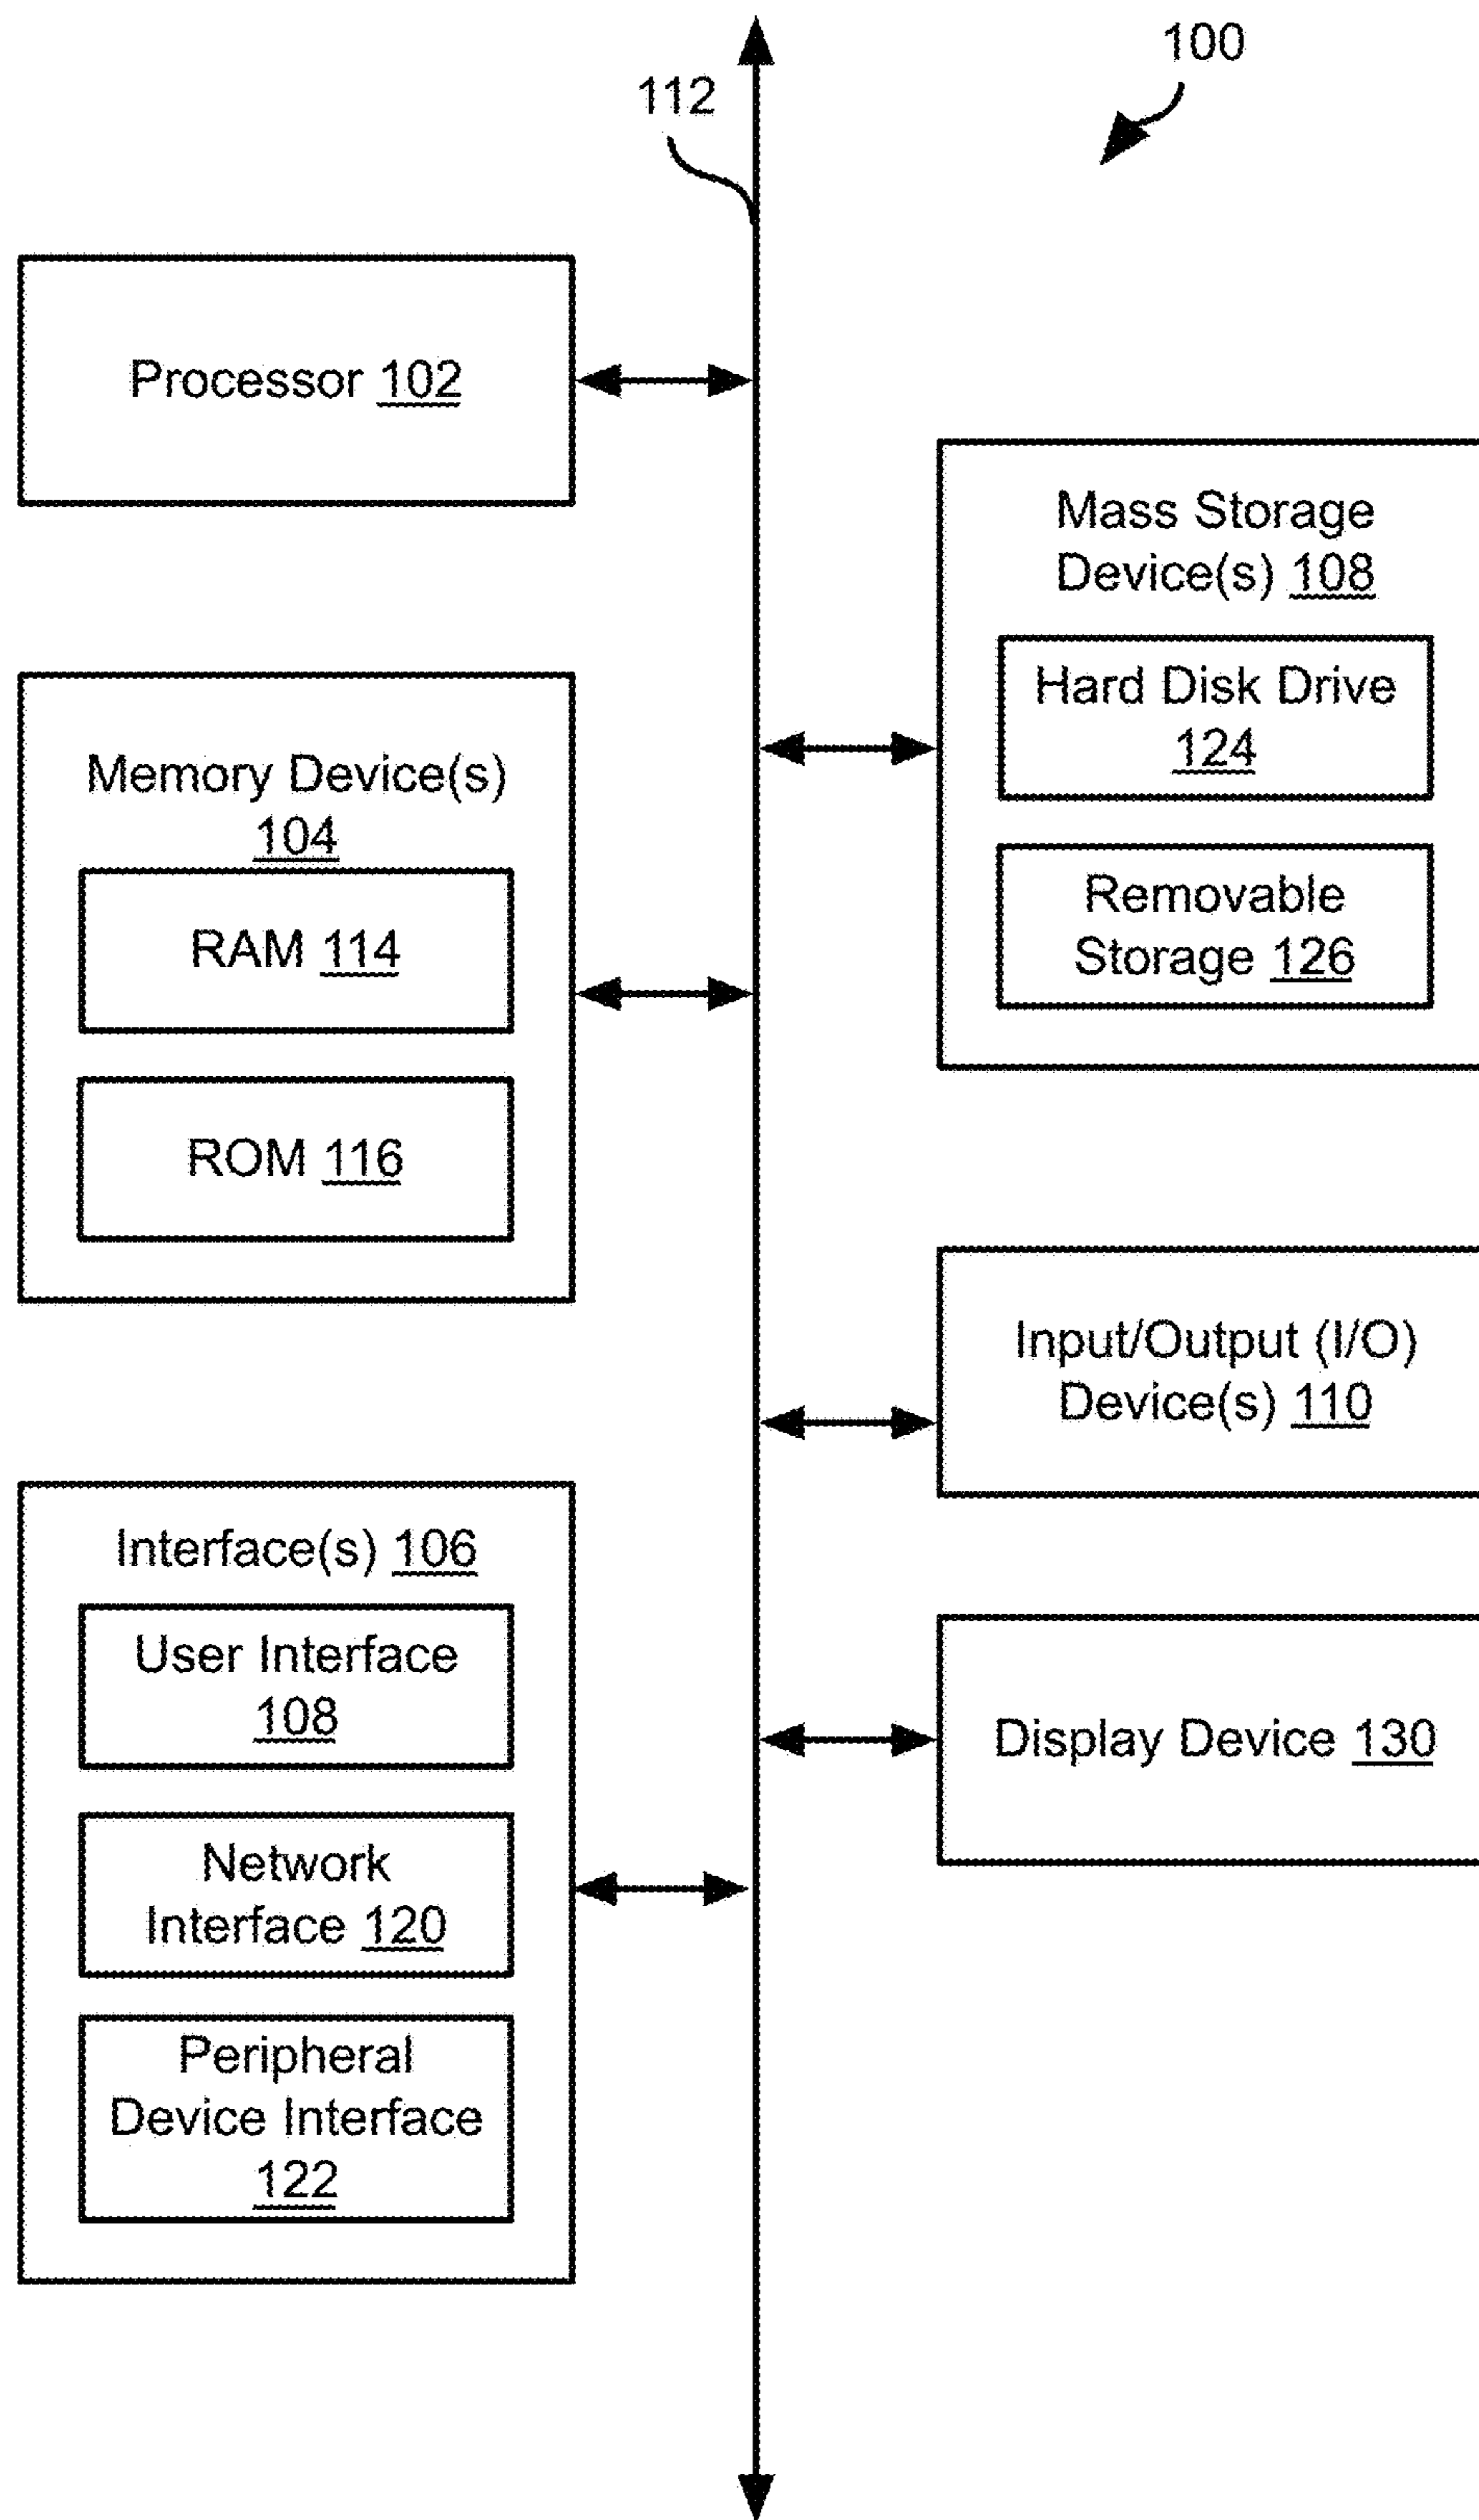 100
112
Processor 102
Mass Storage
Device(s) 108
Hard Disk Drive
124
Removable
Storage 126
Memory Device(s)
104
RAM 114
ROM 116
Input/Output (I/O)
Device(s) 110
Interface(s) 106
User Interface
108
Network
Interface 120
Peripheral
Device Interface
122
Display Device 130